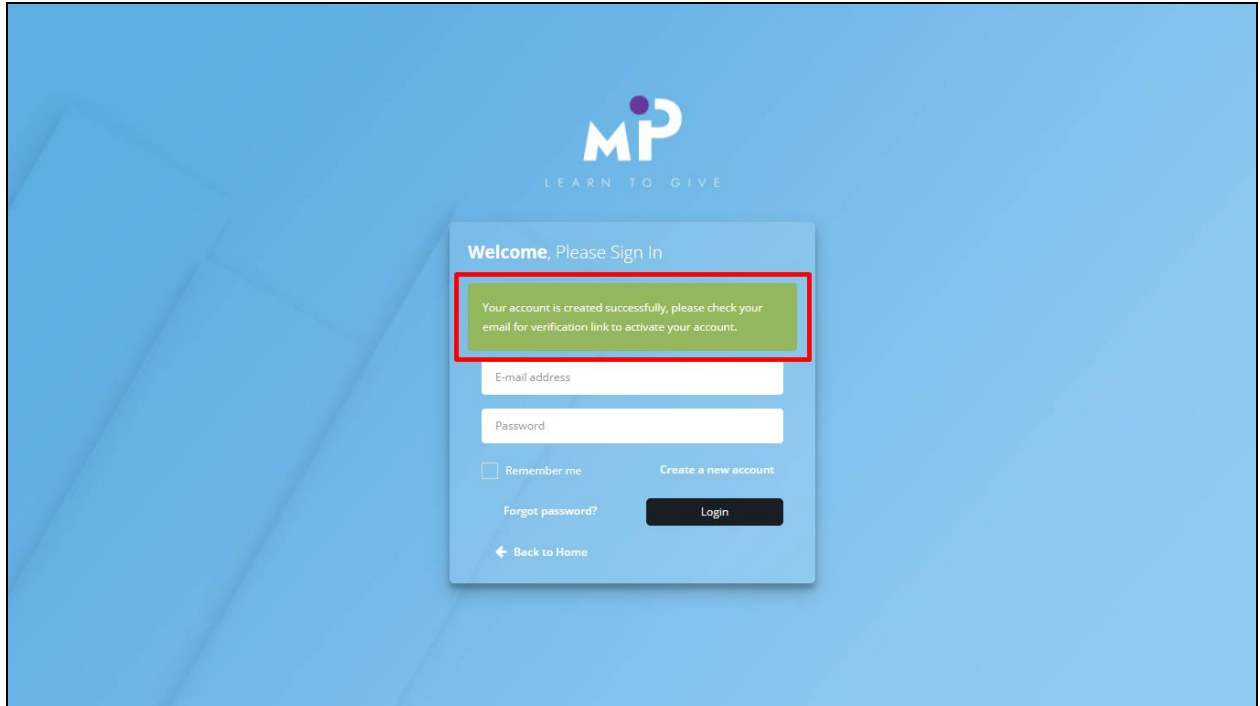 MiP
LEARN TO GIVE
Welcome, Please Sign In
Your account is created successfully, please check your
email for verification link to activate your account.
E-mail address
Password
Remember me
Create a new account
Forgot password?
Login
Back to Home